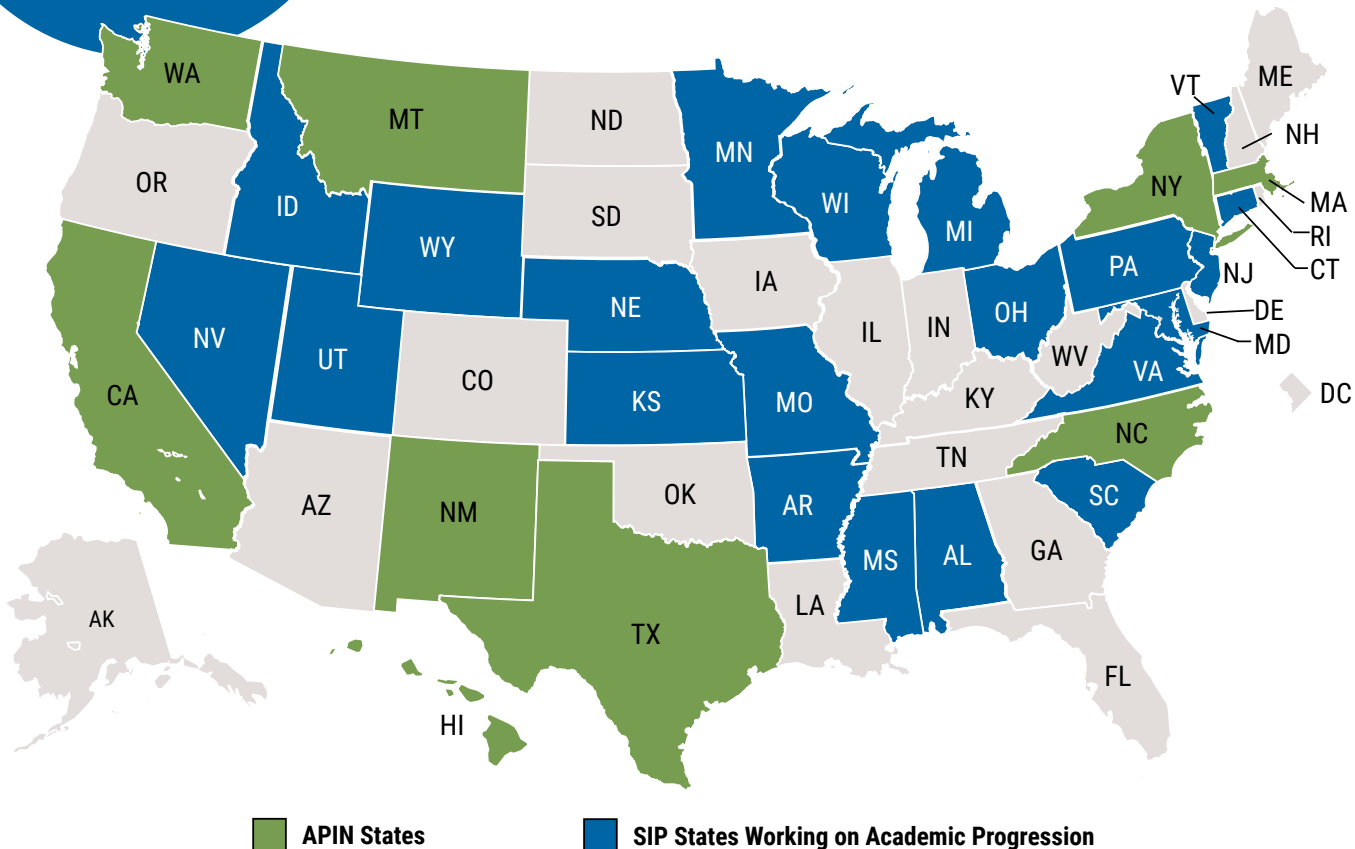 WA
MT
ND
MN
VT
ME
NH
OR
ID
SD
WI
MI
NY
MA
RI
CT
WY
IA
PA
NJ
NE
OH
DE
MD
NV
UT
CO
IL
IN
WV
VA
DC
CA
KS
MO
KY
NC
TN
AZ
NM
OK
AR
SC
MS
AL
GA
AK
LA
TX
FL
HI
APIN States
SIP States Working on Academic Progression